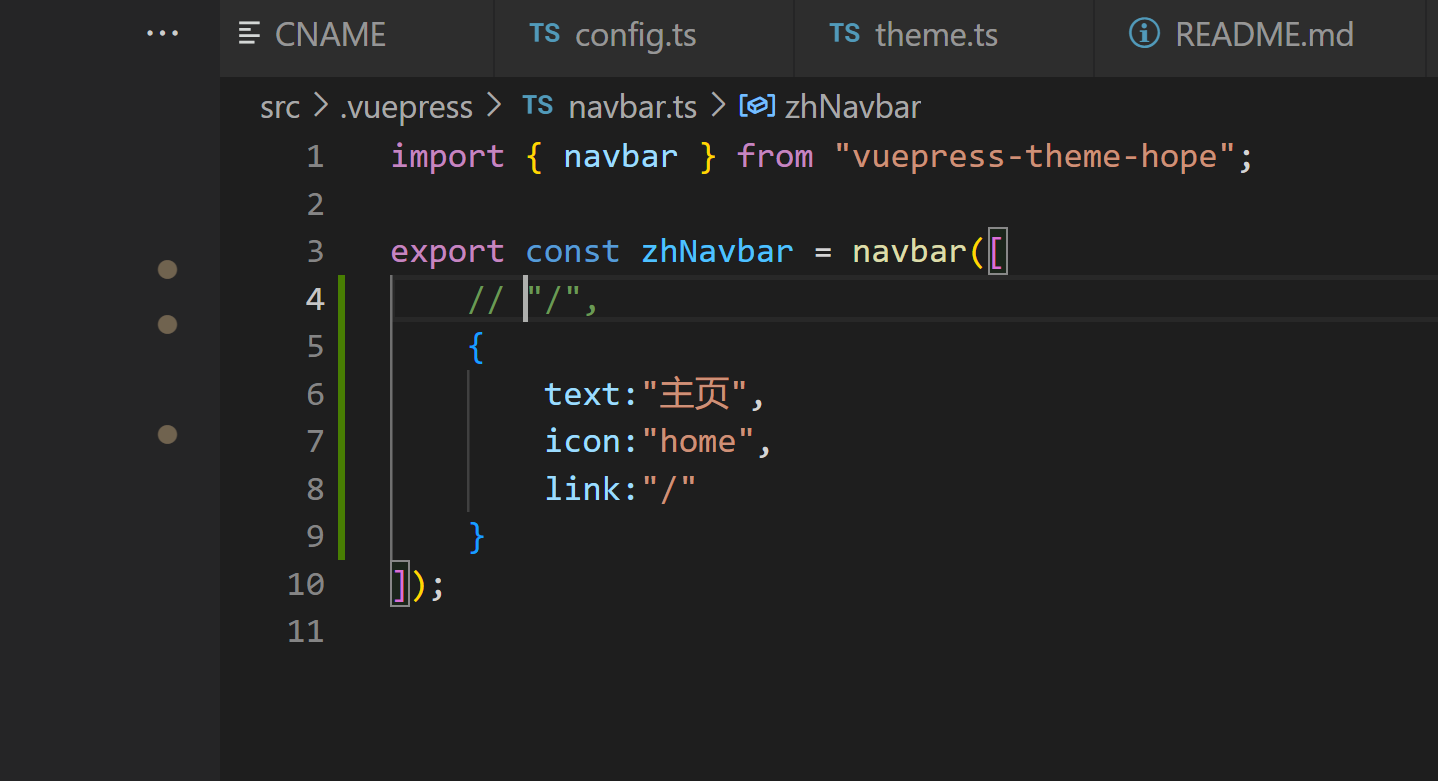 ... CNAME TS config.ts TS theme.ts README.md
src > .vuepress > TS navbar.ts > zhNavbar
1 import { navbar } from "vuepress-theme-hope";
2
3 export const zhNavbar = navbar([
4 // "/",
5 {
6 text:"主页",
7 icon:"home",
8 link:"/"
9 }
10 ]);
11